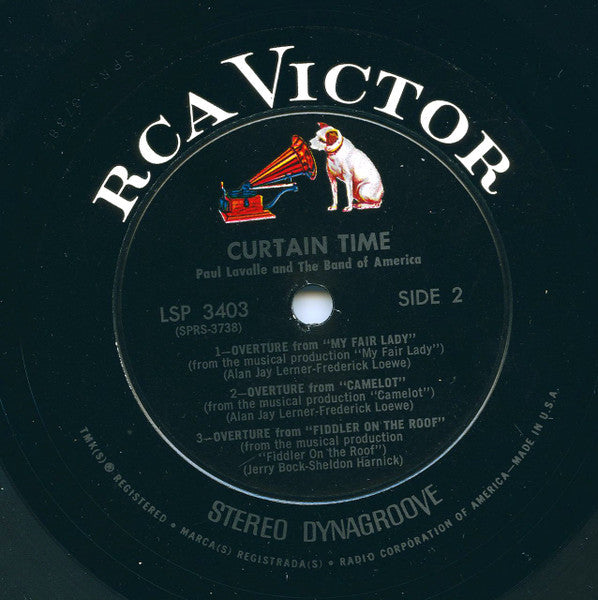 RCA VICTOR
CURTAIN TIME
Paul Lavalle and The Band of America
LSP 3403
(SPRS-3738)
SIDE 2
1—OVERTURE from "MY FAIR LADY"
(from the musical production "My Fair Lady")
(Alan Jay Lerner-Frederick Loewe)
2—OVERTURE from "CAMELOT"
(from the musical production "Camelot")
(Alan Jay Lerner-Frederick Loewe)
3—OVERTURE from "FIDDLER ON THE ROOF"
(from the musical production
"Fiddler On the Roof")
(Jerry Bock-Sheldon Harnick)
STEREO DYNAGROOVE
TMK(S) ® REGISTERED • MARCA(S) REGISTRADA(S) • RADIO CORPORATION OF AMERICA—MADE IN U.S.A.